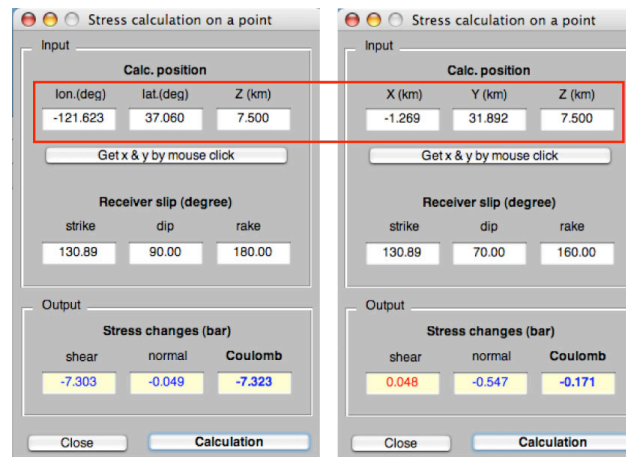 Stress calculation on a point
Input
Calc. position
lon.(deg) lat.(deg) Z (km)
-121.623 37.060 7.500
Get x & y by mouse click
Receiver slip (degree)
strike dip rake
130.89 90.00 180.00
Output
Stress changes (bar)
shear normal Coulomb
-7.303 -0.049 -7.323
Close Calculation
Stress calculation on a point
Input
Calc. position
X (km) Y (km) Z (km)
-1.269 31.892 7.500
Get x & y by mouse click
Receiver slip (degree)
strike dip rake
130.89 70.00 160.00
Output
Stress changes (bar)
shear normal Coulomb
0.048 -0.547 -0.171
Close Calculation